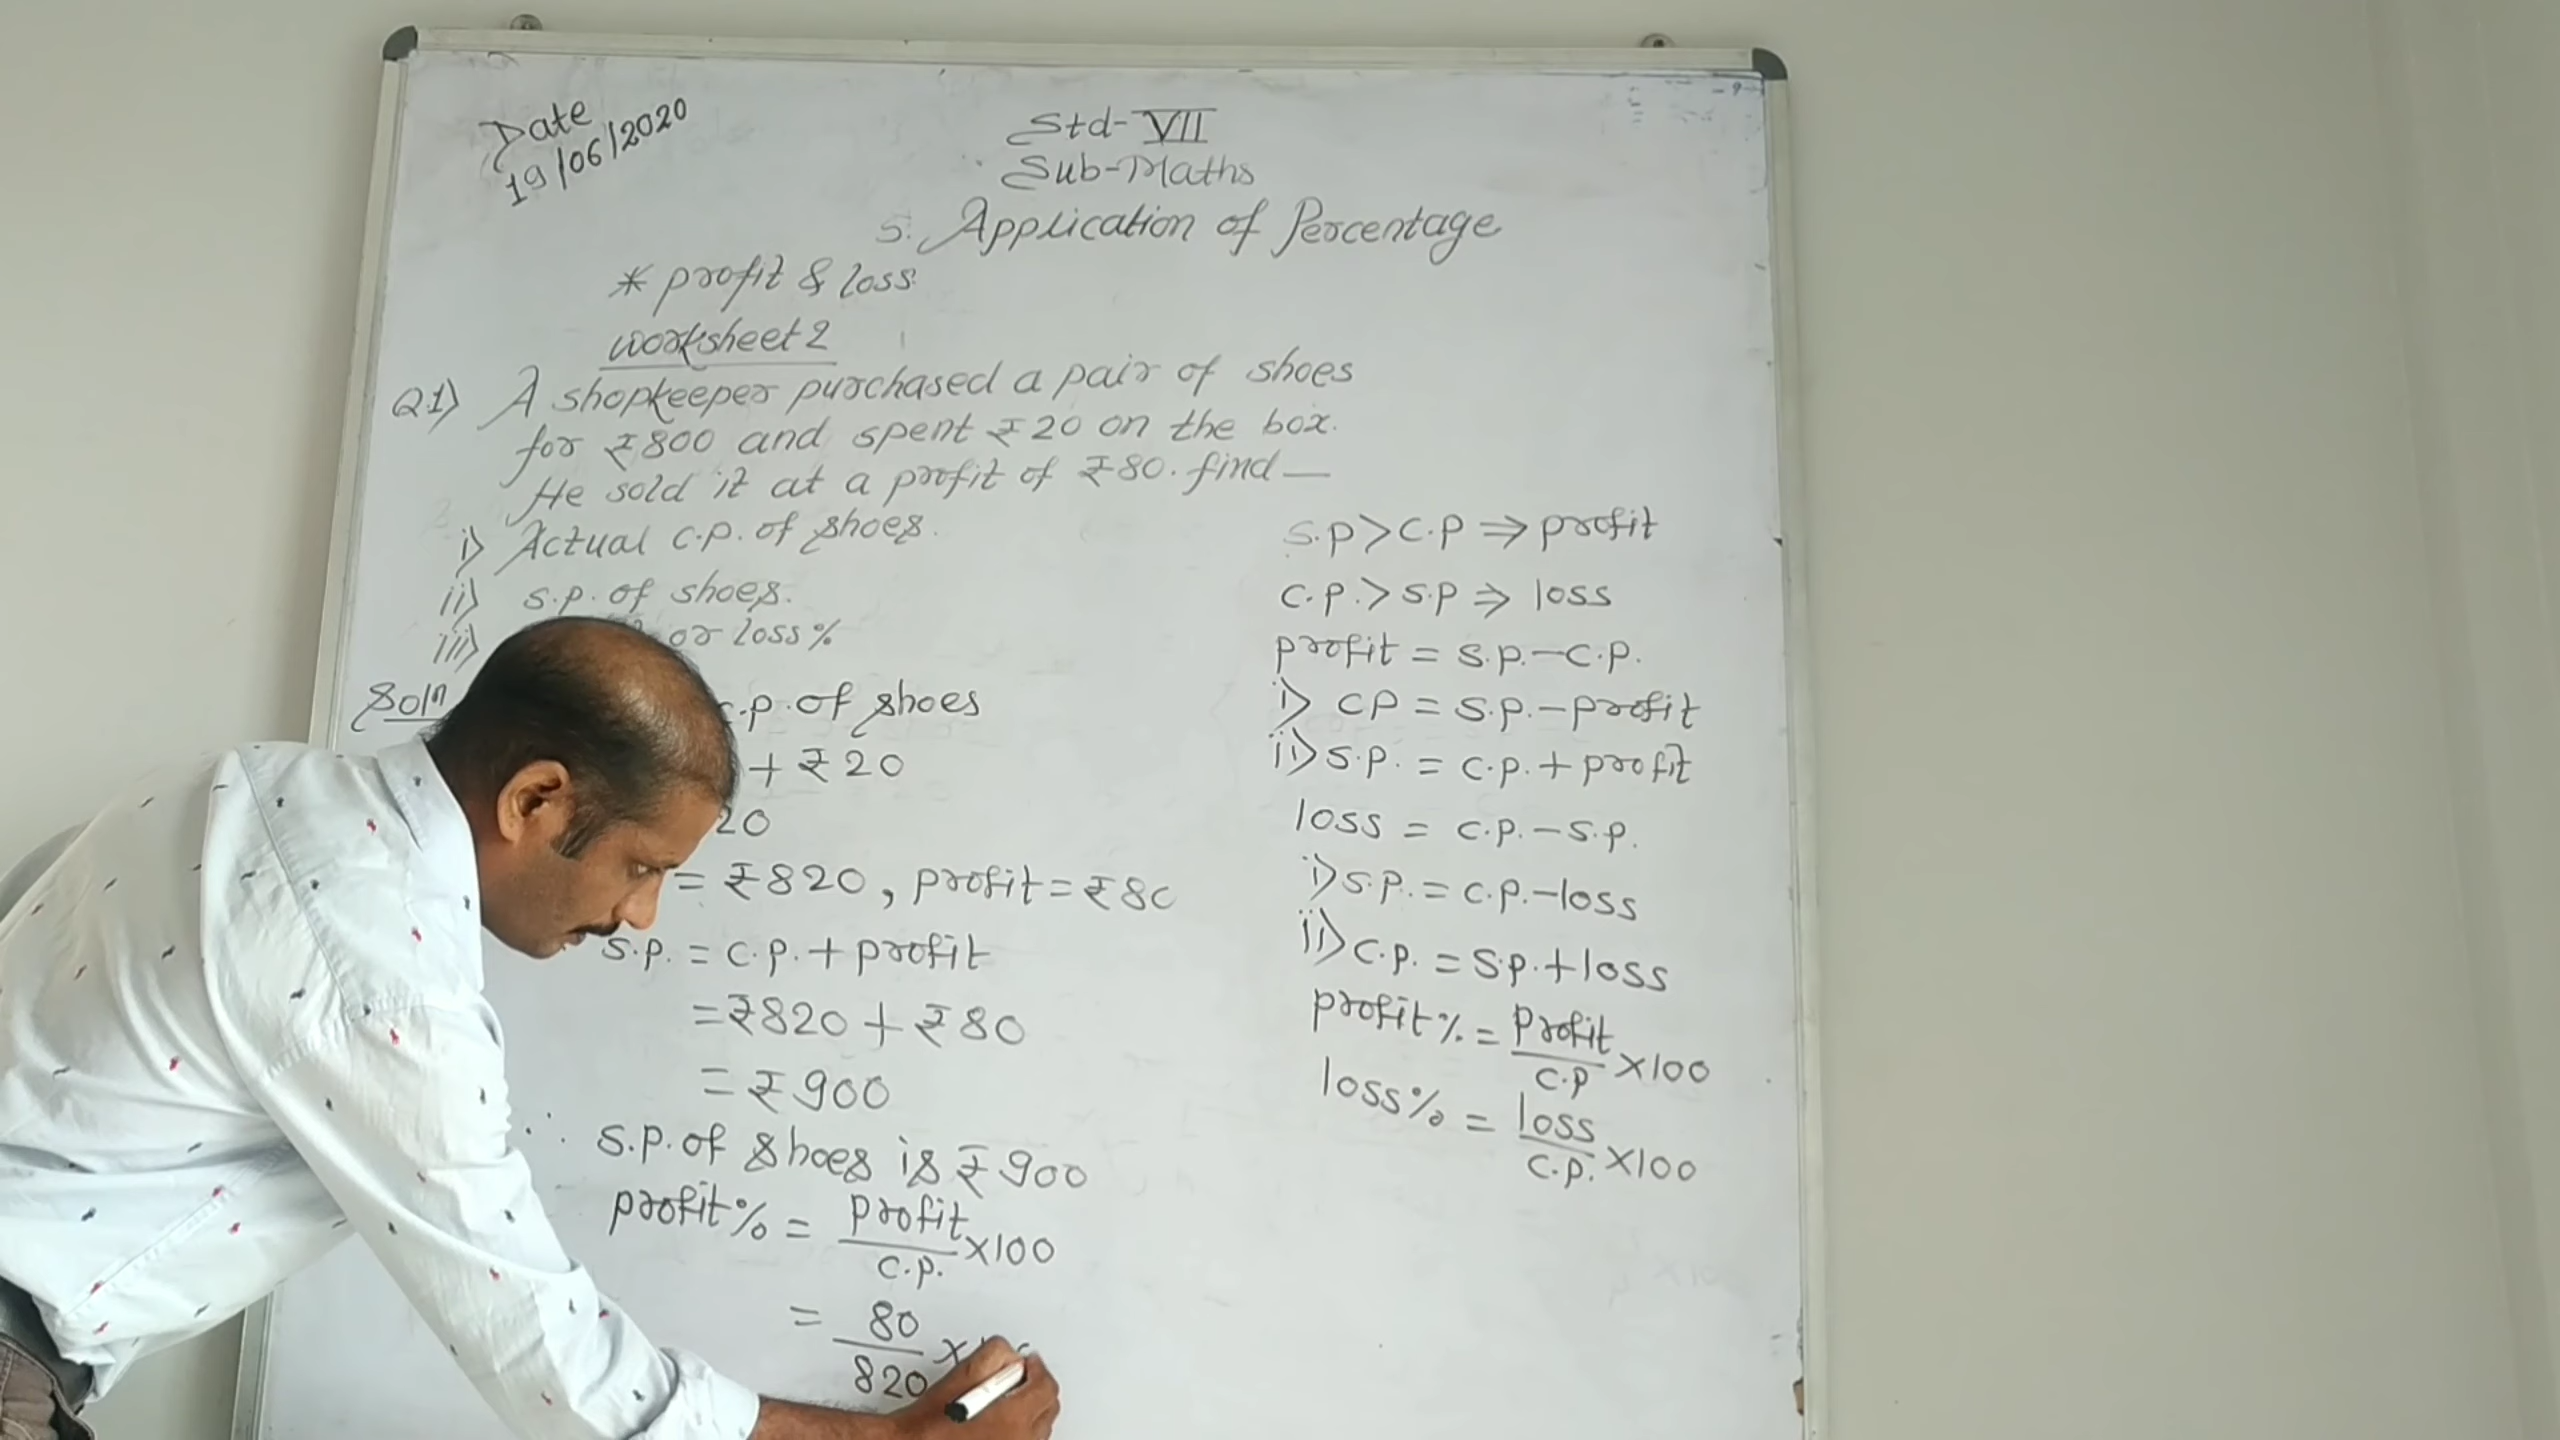 Date
19/06/2020
Std-VII
Sub-Maths
5. Application of Percentage
* profit & loss
worksheet 2
Q.1) A shopkeeper purchased a pair of shoes
for ₹800 and spent ₹20 on the box.
He sold it at a profit of ₹80. find—
i) Actual c.p. of shoes.
ii) s.p. of shoes.
iii) or loss%
Soln
c.p. of shoes
+ ₹20
20
= ₹820, profit = ₹80
s.p. = c.p. + profit
= ₹820 + ₹80
= ₹900
∴ s.p. of shoes is ₹900
profit% = profit/c.p. ×100
= 80/820 ×
s.p > c.p ⇒ profit
c.p. > s.p ⇒ loss
profit = s.p. – c.p.
i) cp = s.p. – profit
ii) s.p. = c.p. + profit
loss = c.p. – s.p.
i) s.p. = c.p. – loss
ii) c.p. = s.p. + loss
profit% = profit/c.p ×100
loss% = loss/c.p. ×100